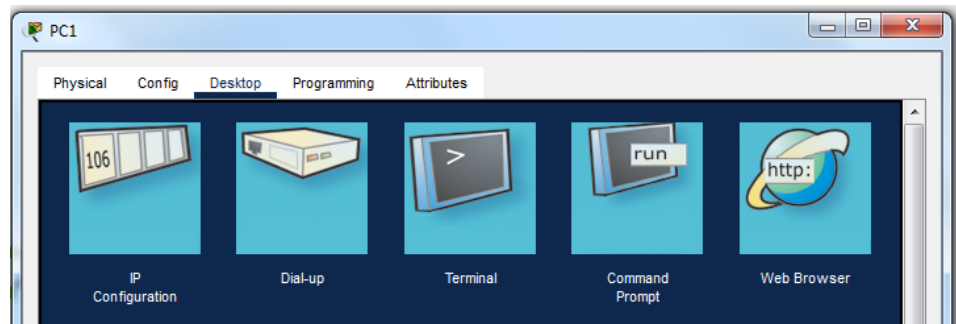 PC1
Physical Config Desktop Programming Attributes
106
>
run
http:
IP
Configuration
Dial-up
Terminal
Command
Prompt
Web Browser